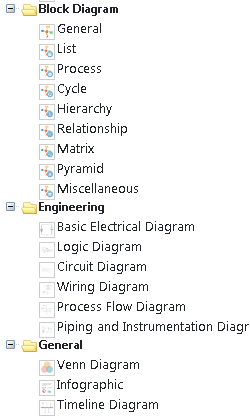 Block Diagram
General
List
Process
Cycle
Hierarchy
Relationship
Matrix
Pyramid
Miscellaneous
Engineering
Basic Electrical Diagram
Logic Diagram
Circuit Diagram
Wiring Diagram
Process Flow Diagram
Piping and Instrumentation Diagr
General
Venn Diagram
Infographic
Timeline Diagram